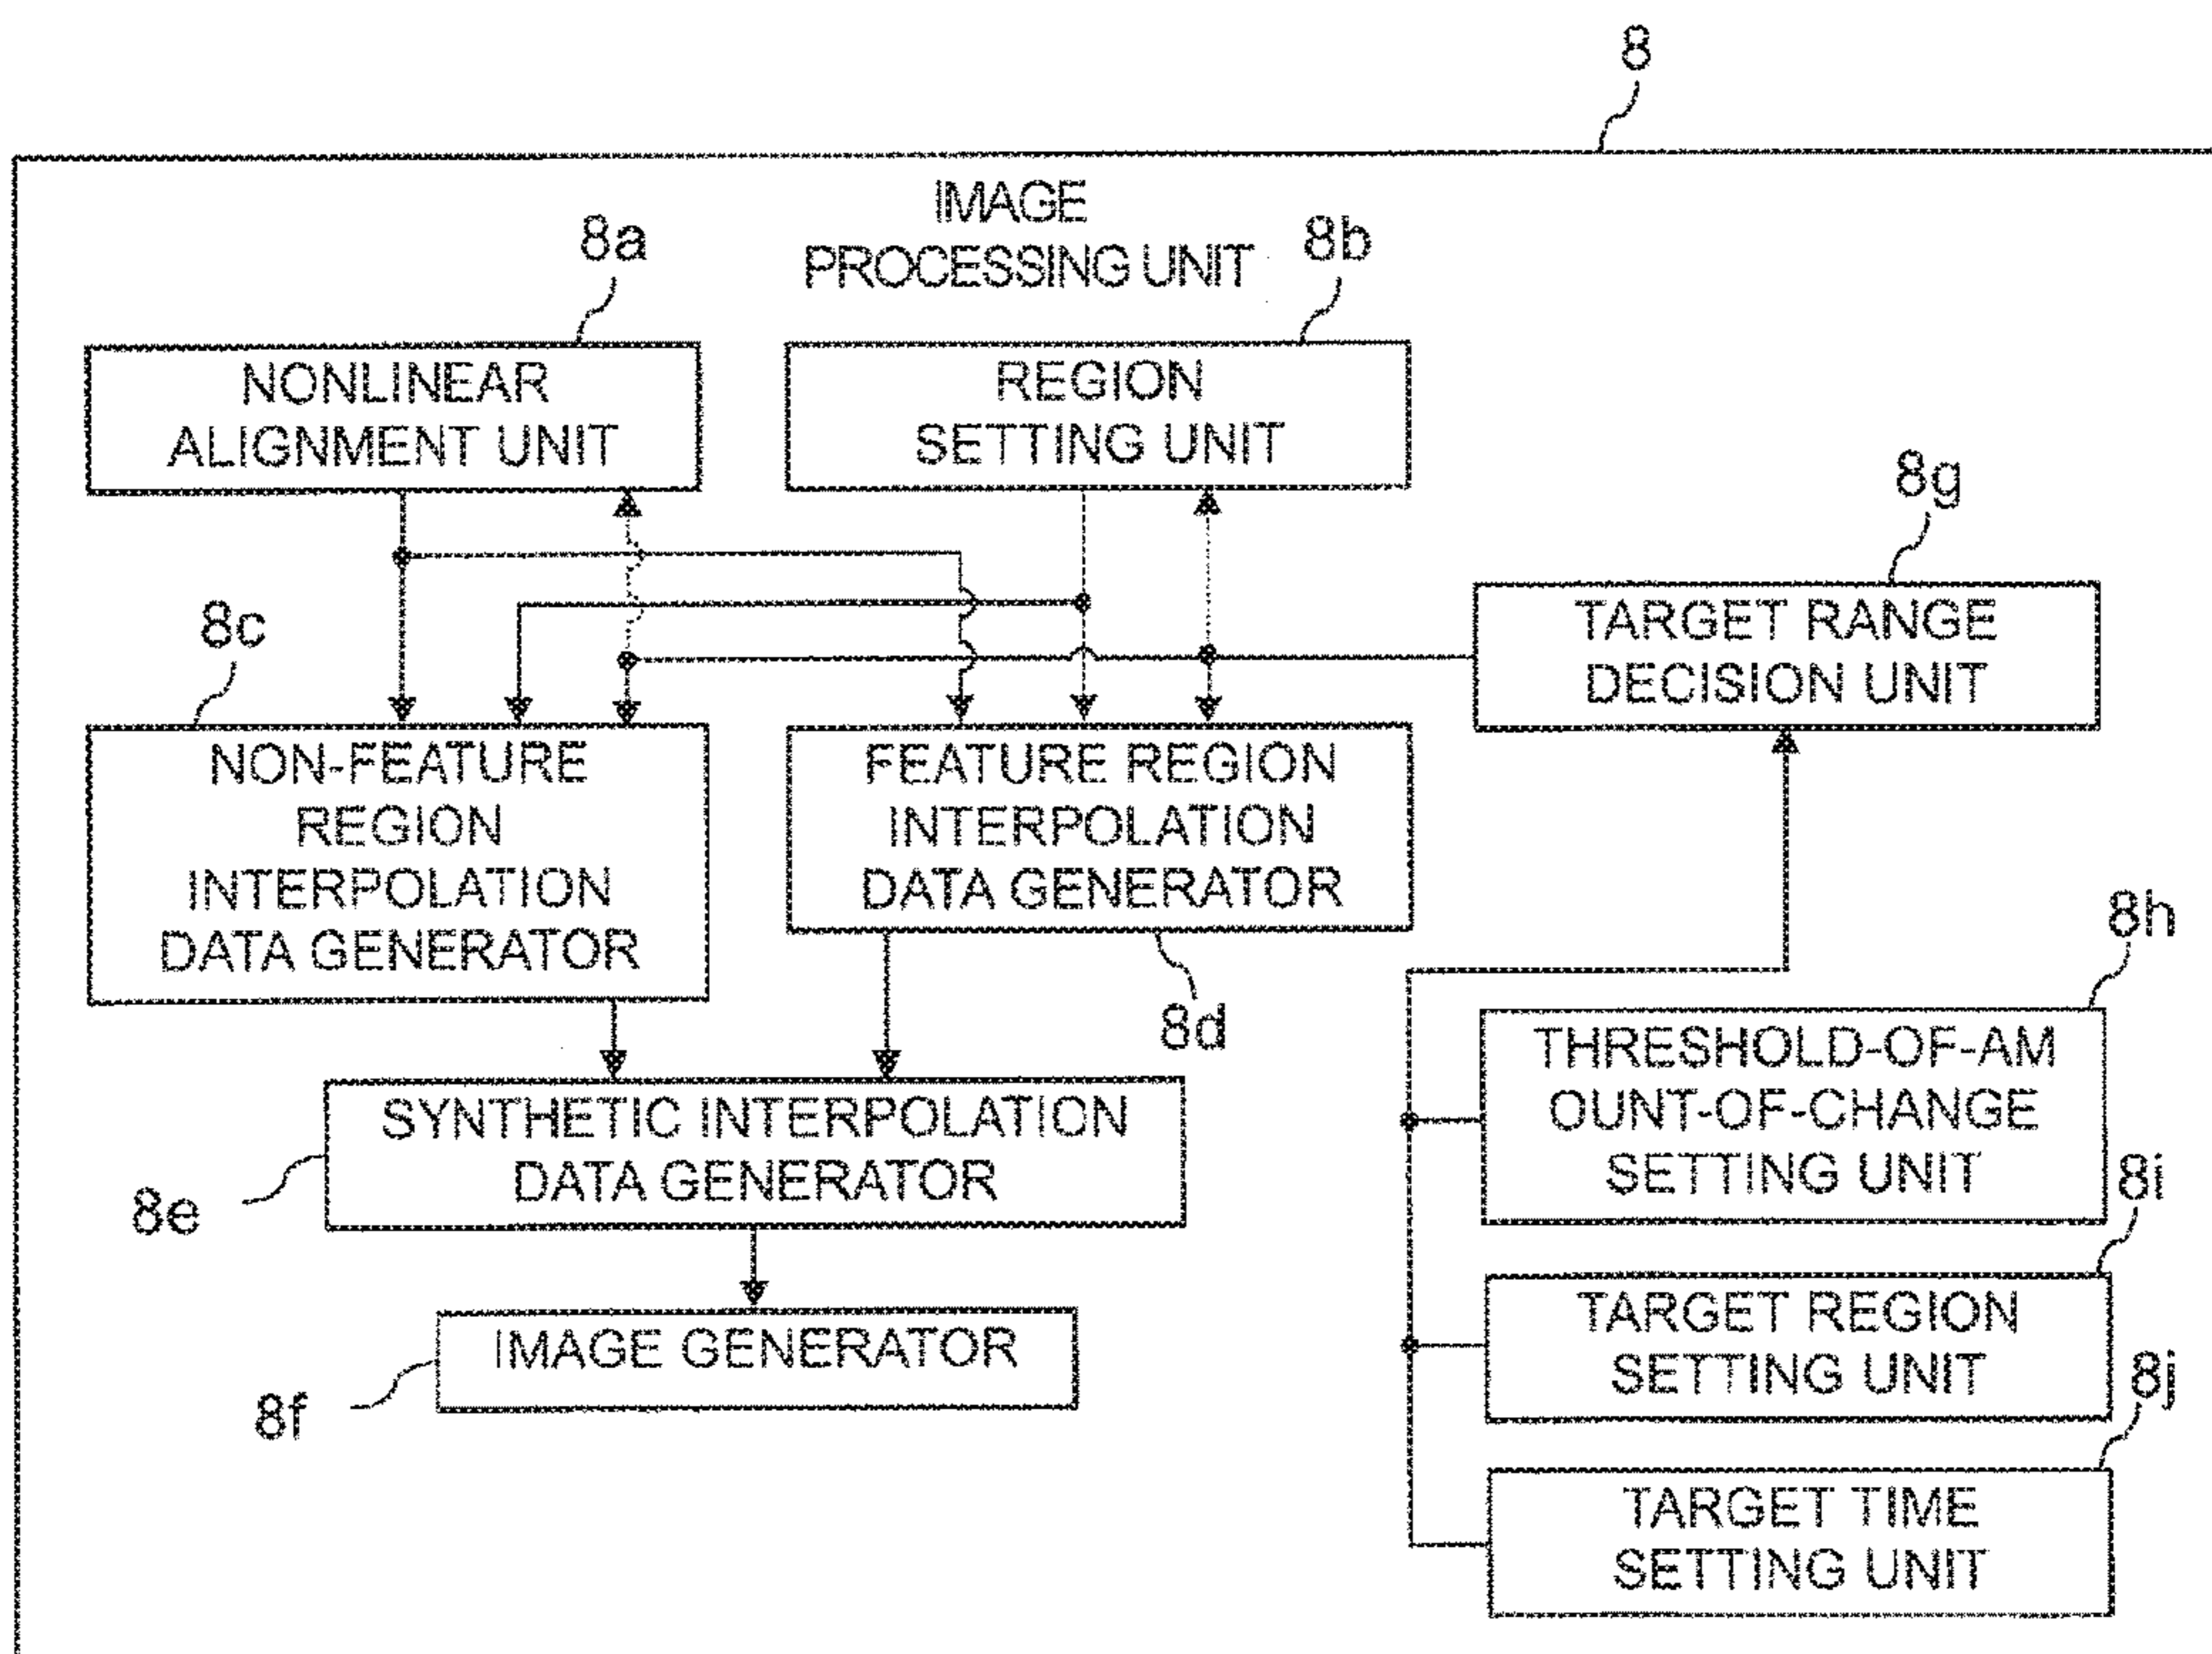 8
IMAGE
PROCESSING UNIT
8a
8b
NONLINEAR
ALIGNMENT UNIT
REGION
SETTING UNIT
8g
TARGET RANGE
DECISION UNIT
8c
NON-FEATURE
REGION
INTERPOLATION
DATA GENERATOR
FEATURE REGION
INTERPOLATION
DATA GENERATOR
8d
8h
THRESHOLD-OF-AM
OUNT-OF-CHANGE
SETTING UNIT
SYNTHETIC INTERPOLATION
DATA GENERATOR
8e
8i
TARGET REGION
SETTING UNIT
IMAGE GENERATOR
8f
8j
TARGET TIME
SETTING UNIT